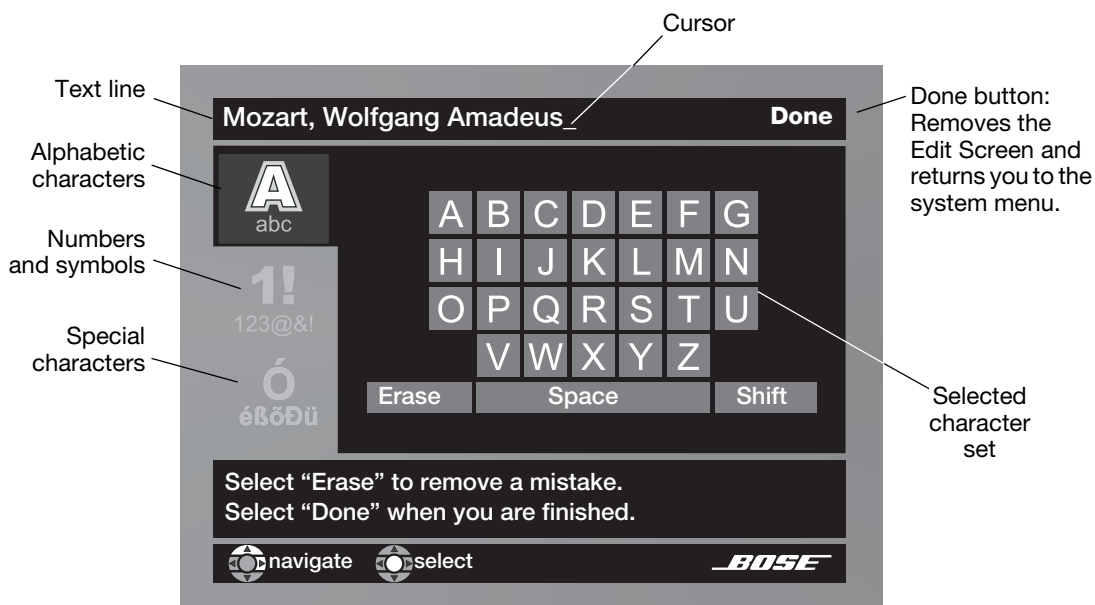 Cursor
Text line
Mozart, Wolfgang Amadeus_
Done
Done button:
Removes the
Edit Screen and
returns you to the
system menu.
Alphabetic
characters
A
abc
Numbers
and symbols
1!
123@&!
Special
characters
Ó
éßõÐü
A B C D E F G
H I J K L M N
O P Q R S T U
V W X Y Z
Erase Space Shift
Selected
character
set
Select “Erase” to remove a mistake.
Select “Done” when you are finished.
navigate select BOSE